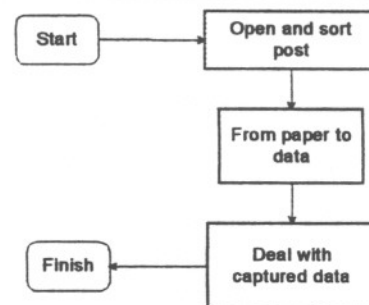 Start
Open and sort
post
From paper to
data
Deal with
captured data
Finish